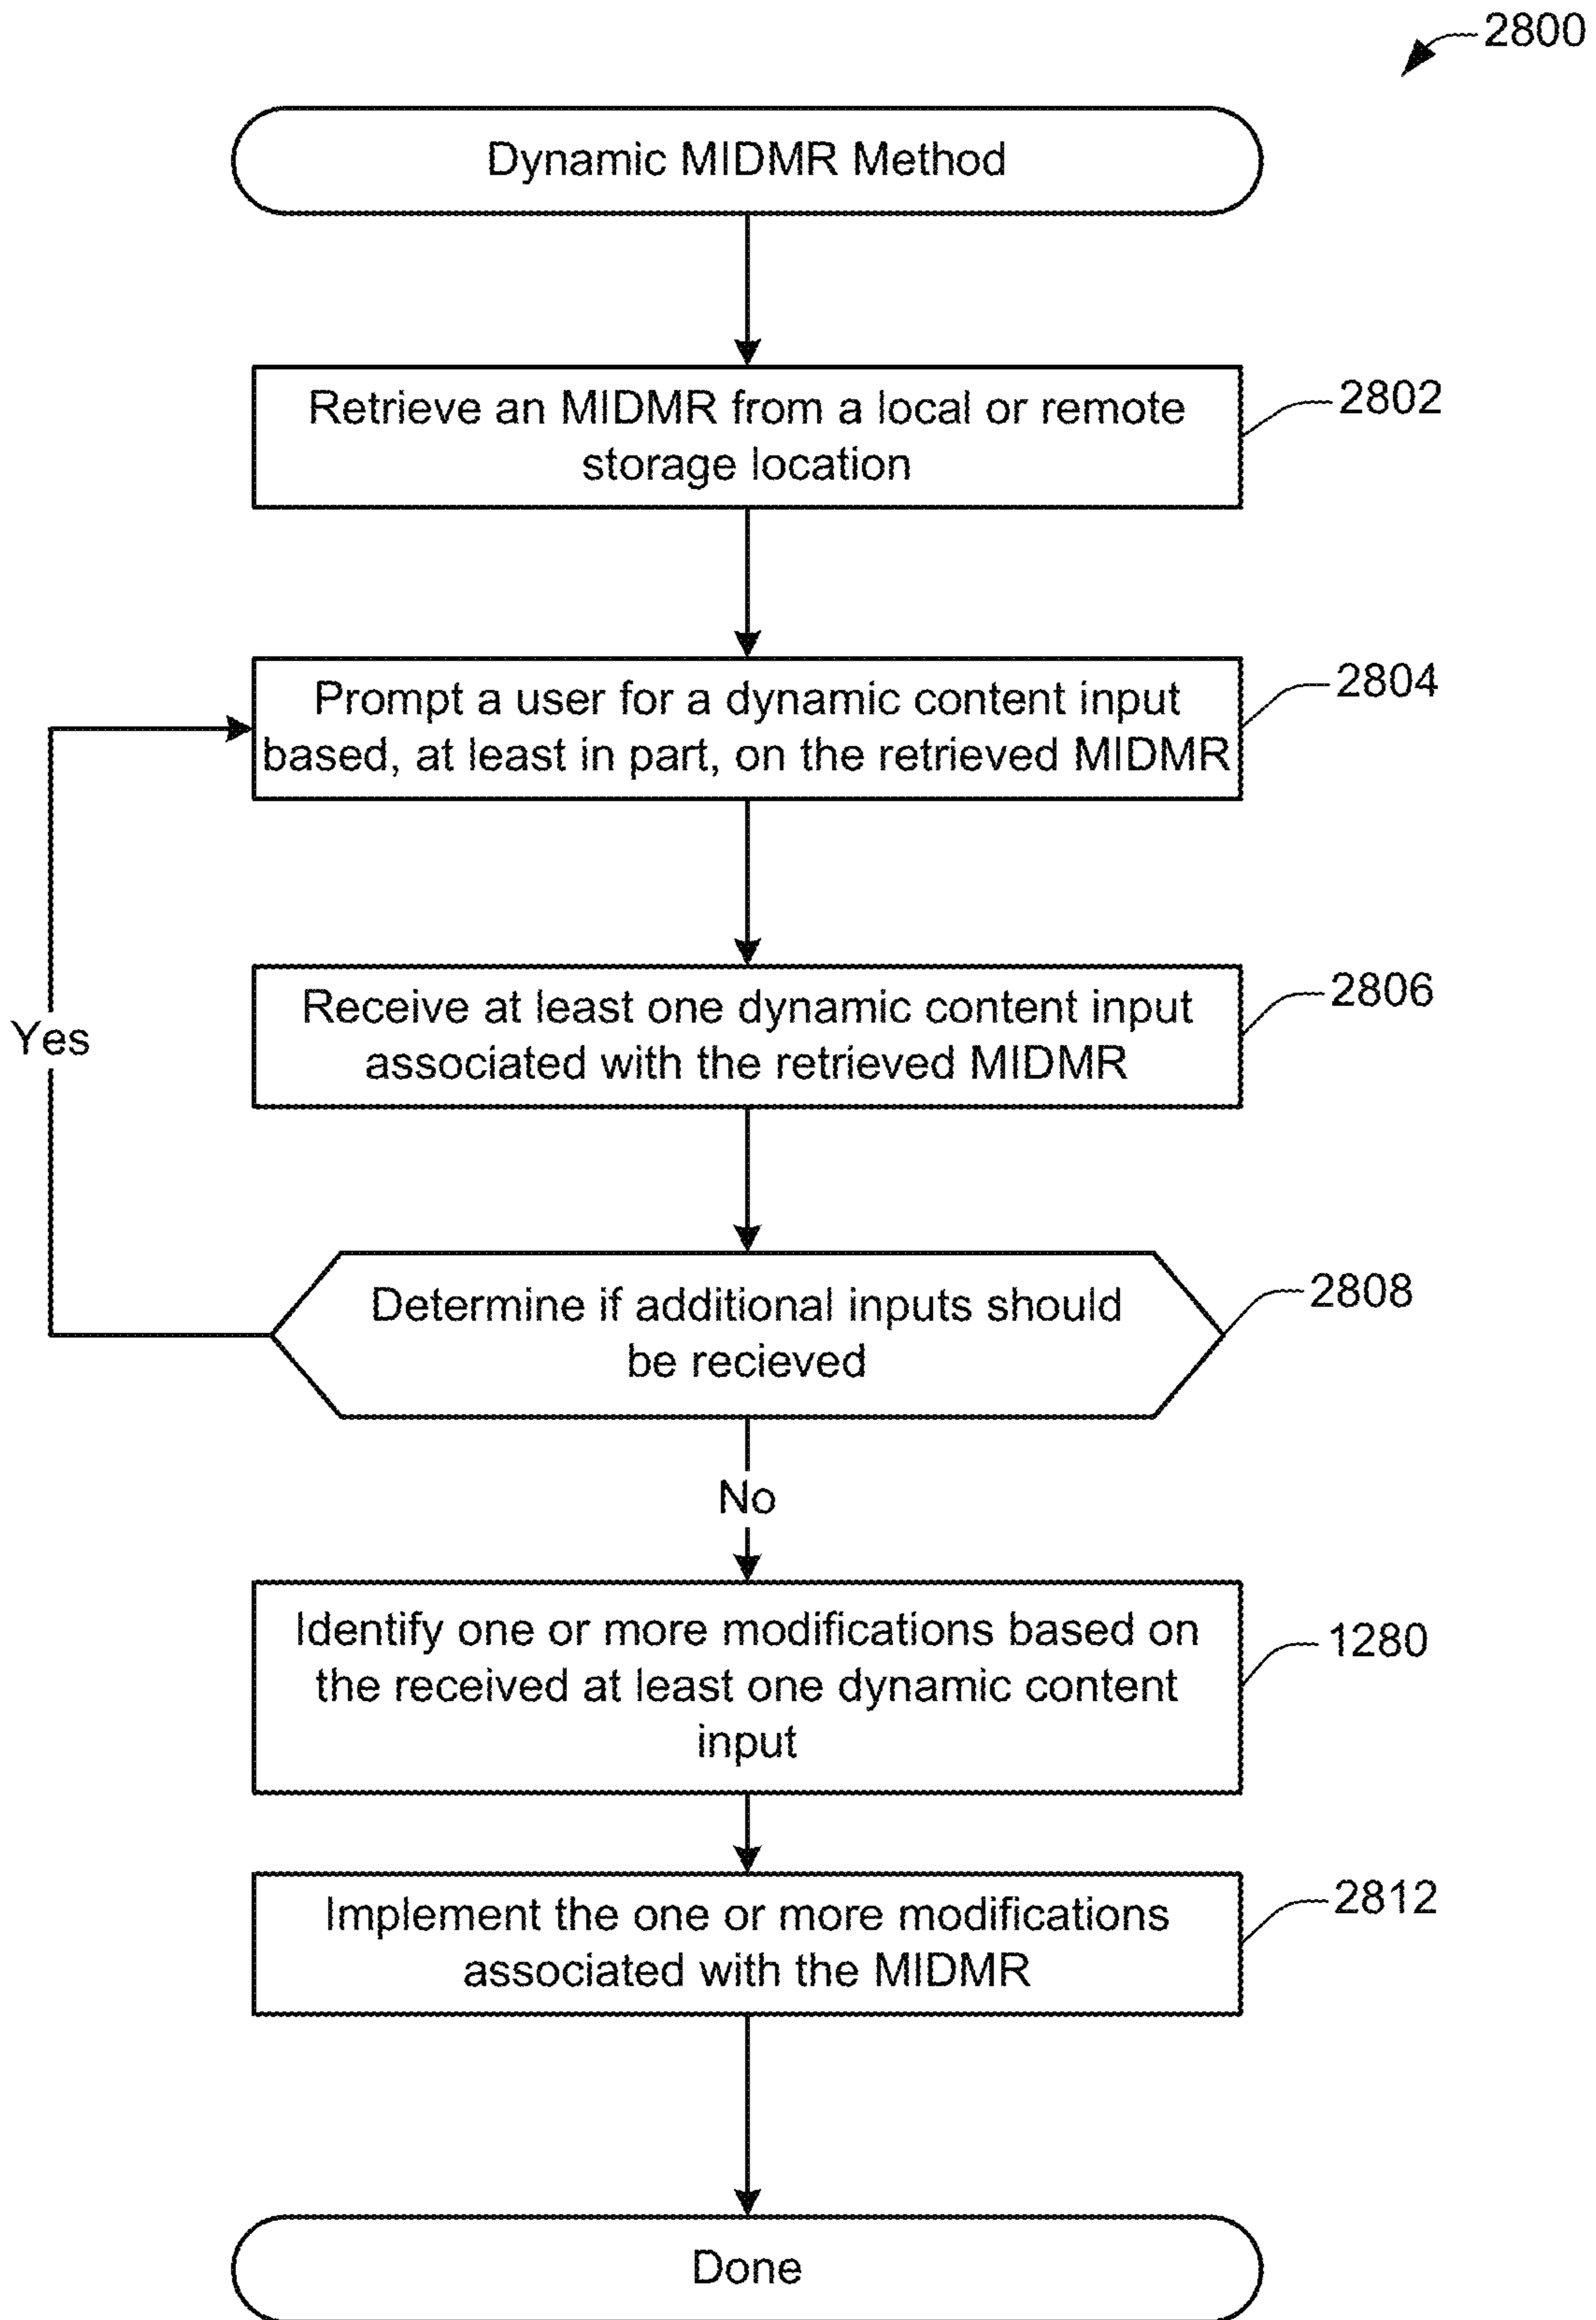 2800
Dynamic MIDMR Method
Retrieve an MIDMR from a local or remote
storage location
2802
Prompt a user for a dynamic content input
based, at least in part, on the retrieved MIDMR
2804
Receive at least one dynamic content input
associated with the retrieved MIDMR
2806
Yes
Determine if additional inputs should
be recieved
2808
No
Identify one or more modifications based on
the received at least one dynamic content
input
1280
Implement the one or more modifications
associated with the MIDMR
2812
Done